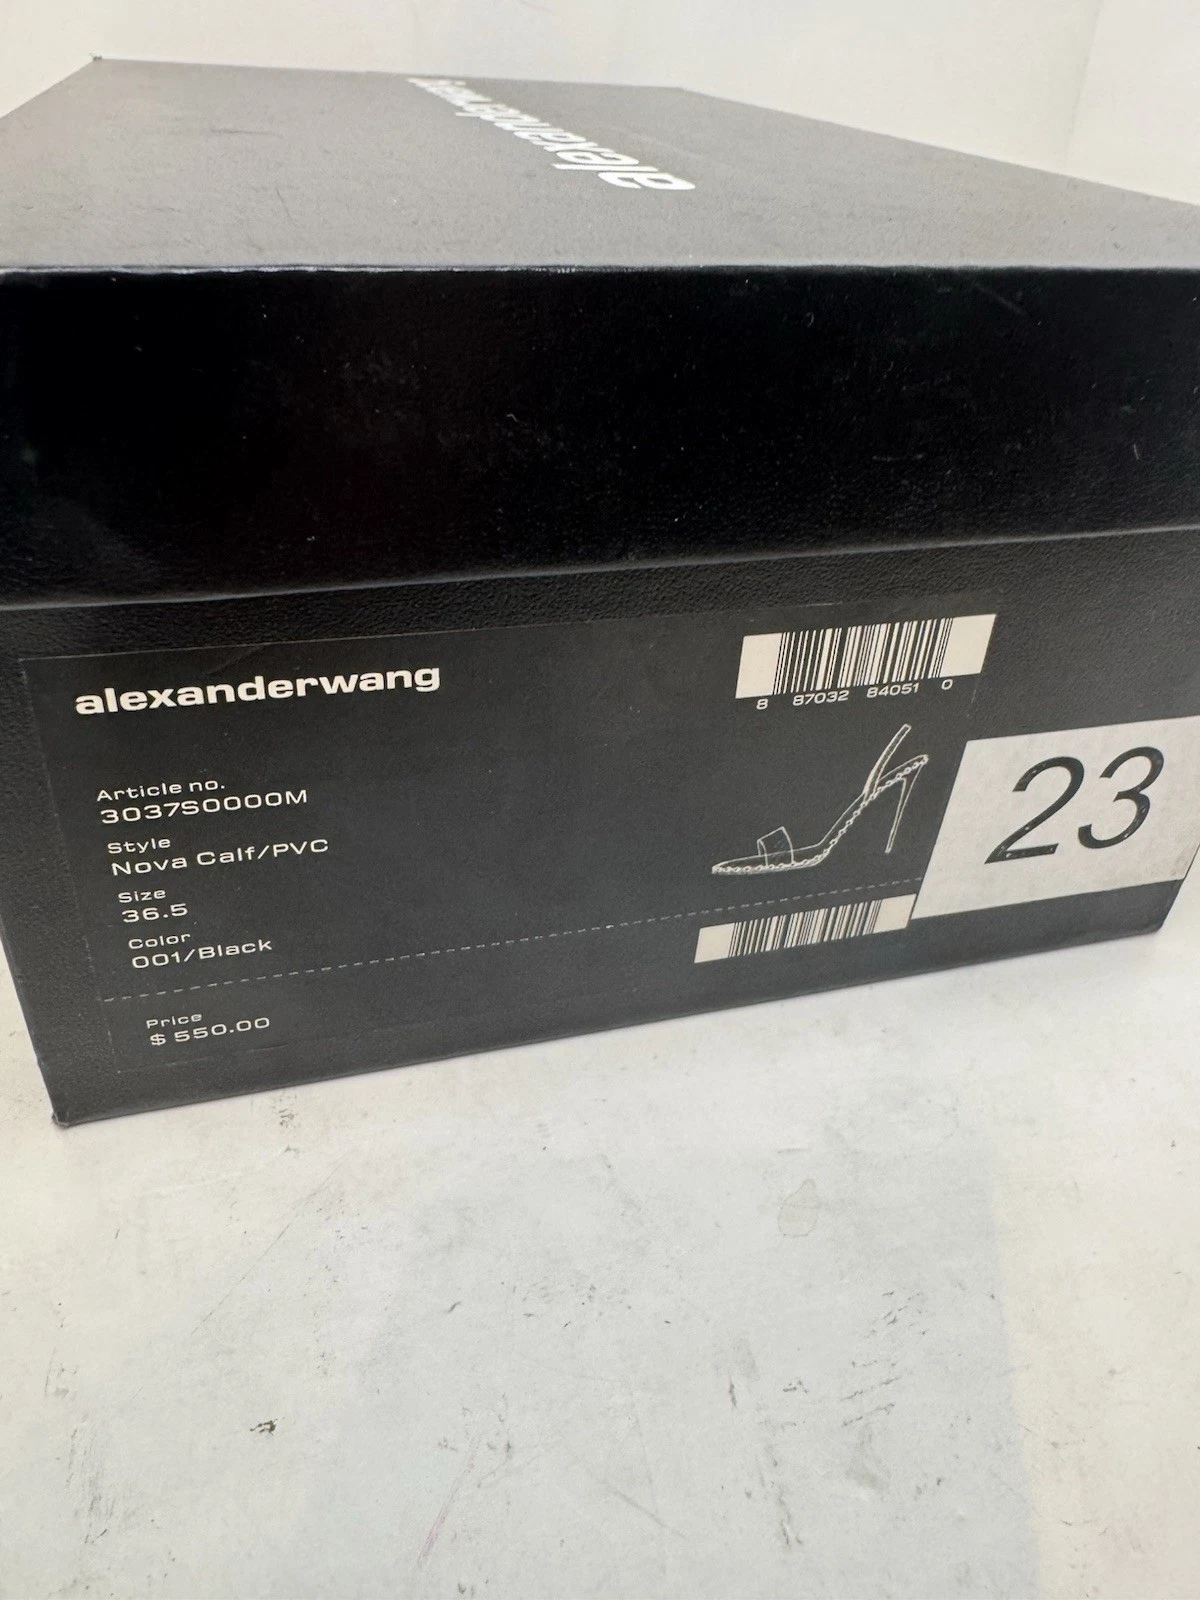 alexanderwang
alexanderwang
8 87032 84051 0
Article no.
3037S0000M
Style
Nova Calf/PVC
Size
36.5
Color
001/Black
23
Price
$ 550.00